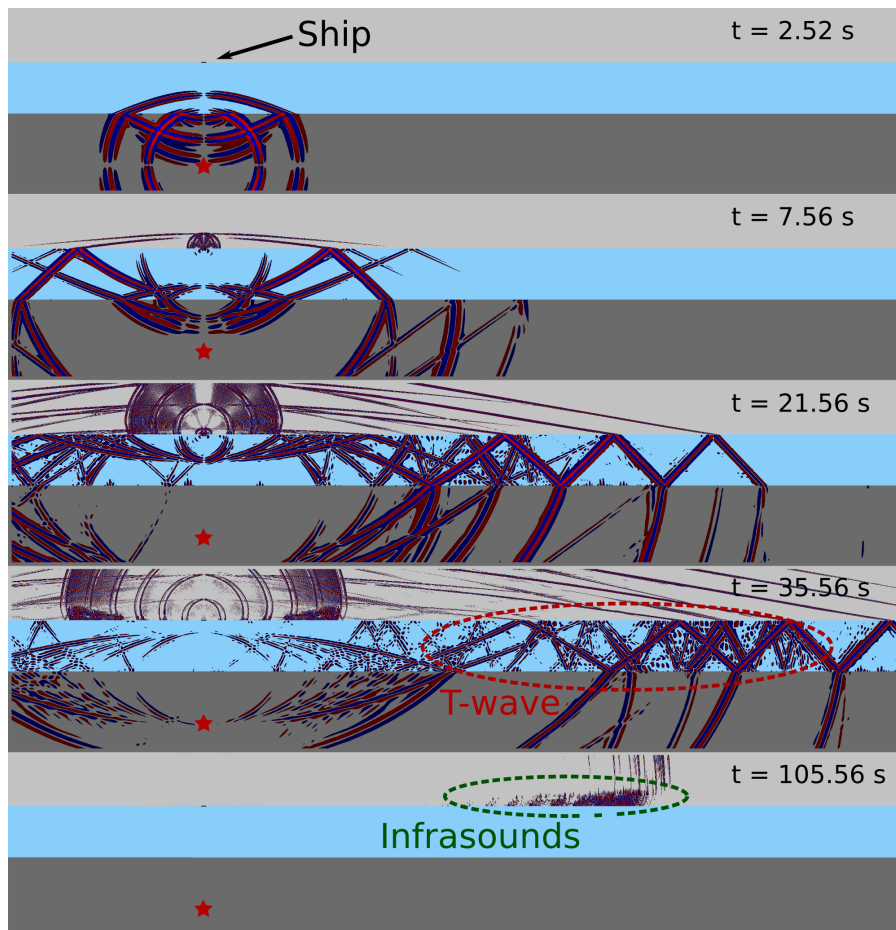 Ship
t = 2.52 s
t = 7.56 s
t = 21.56 s
t = 35.56 s
T-wave
t = 105.56 s
Infrasounds